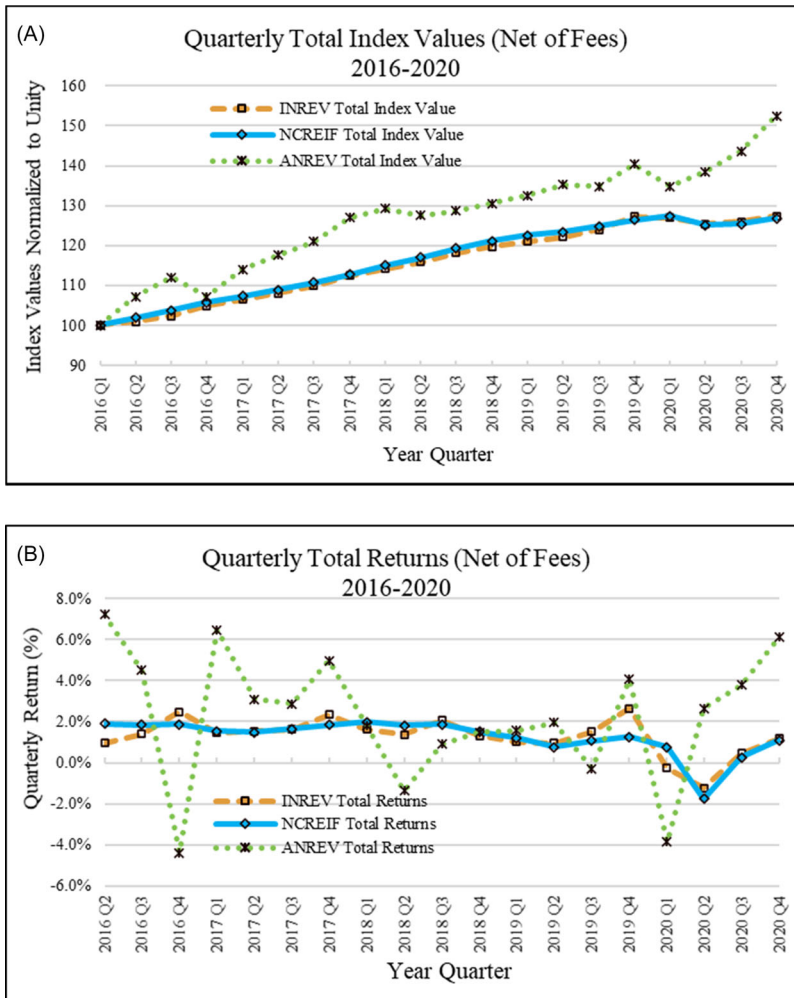 (A)
Quarterly Total Index Values (Net of Fees)
2016-2020
Index Values Normalized to Unity
160
150
140
130
120
110
100
90
INREV Total Index Value
NCREIF Total Index Value
ANREV Total Index Value
2016 Q1
2016 Q2
2016 Q3
2016 Q4
2017 Q1
2017 Q2
2017 Q3
2017 Q4
2018 Q1
2018 Q2
2018 Q3
2018 Q4
2019 Q1
2019 Q2
2019 Q3
2019 Q4
2020 Q1
2020 Q2
2020 Q3
2020 Q4
Year Quarter
(B)
Quarterly Total Returns (Net of Fees)
2016-2020
Quarterly Return (%)
8.0%
6.0%
4.0%
2.0%
0.0%
-2.0%
-4.0%
-6.0%
INREV Total Returns
NCREIF Total Returns
ANREV Total Returns
2016 Q2
2016 Q3
2016 Q4
2017 Q1
2017 Q2
2017 Q3
2017 Q4
2018 Q1
2018 Q2
2018 Q3
2018 Q4
2019 Q1
2019 Q2
2019 Q3
2019 Q4
2020 Q1
2020 Q2
2020 Q3
2020 Q4
Year Quarter